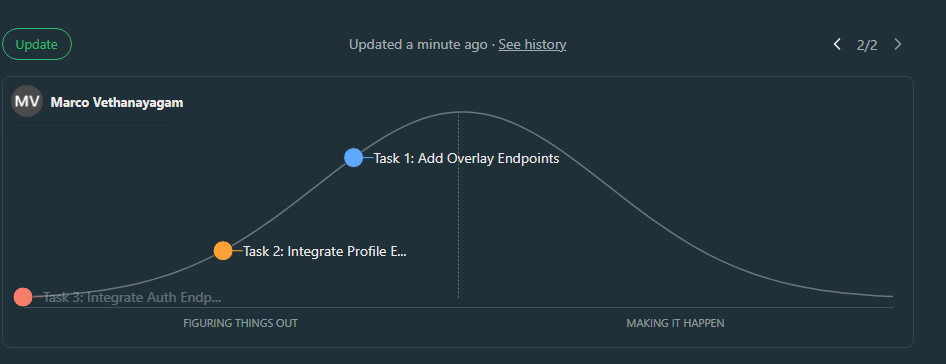 Update
Updated a minute ago · See history
2/2
MV
Marco Vethanayagam
Task 1: Add Overlay Endpoints
Task 2: Integrate Profile E...
Task 3: Integrate Auth Endp...
FIGURING THINGS OUT
MAKING IT HAPPEN